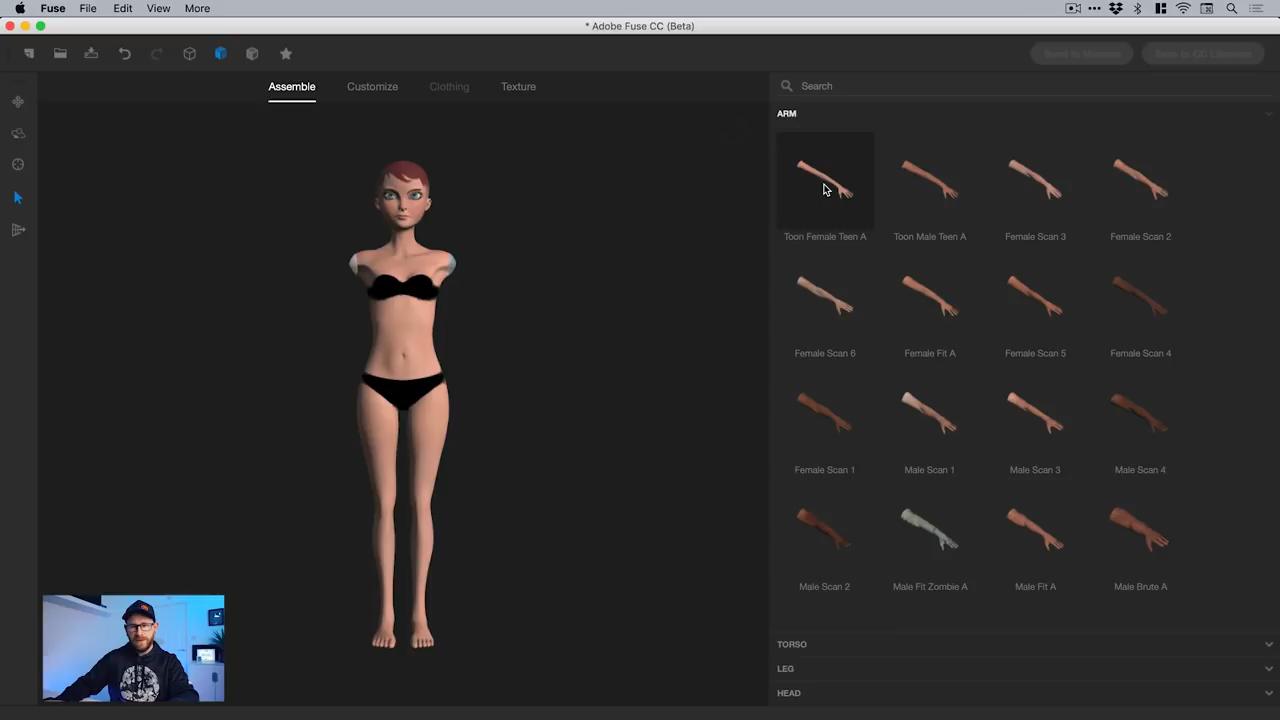 Fuse File Edit View More
* Adobe Fuse CC (Beta)
Assemble Customize Clothing Texture
Search
ARM
Toon Female Teen A Toon Male Teen A Female Scan 3 Female Scan 2
Female Scan 6 Female Fit A Female Scan 5 Female Scan 4
Female Scan 1 Male Scan 1 Male Scan 3 Male Scan 4
Male Scan 2 Male Fit Zombie A Male Fit A Male Brute A
TORSO
LEG
HEAD